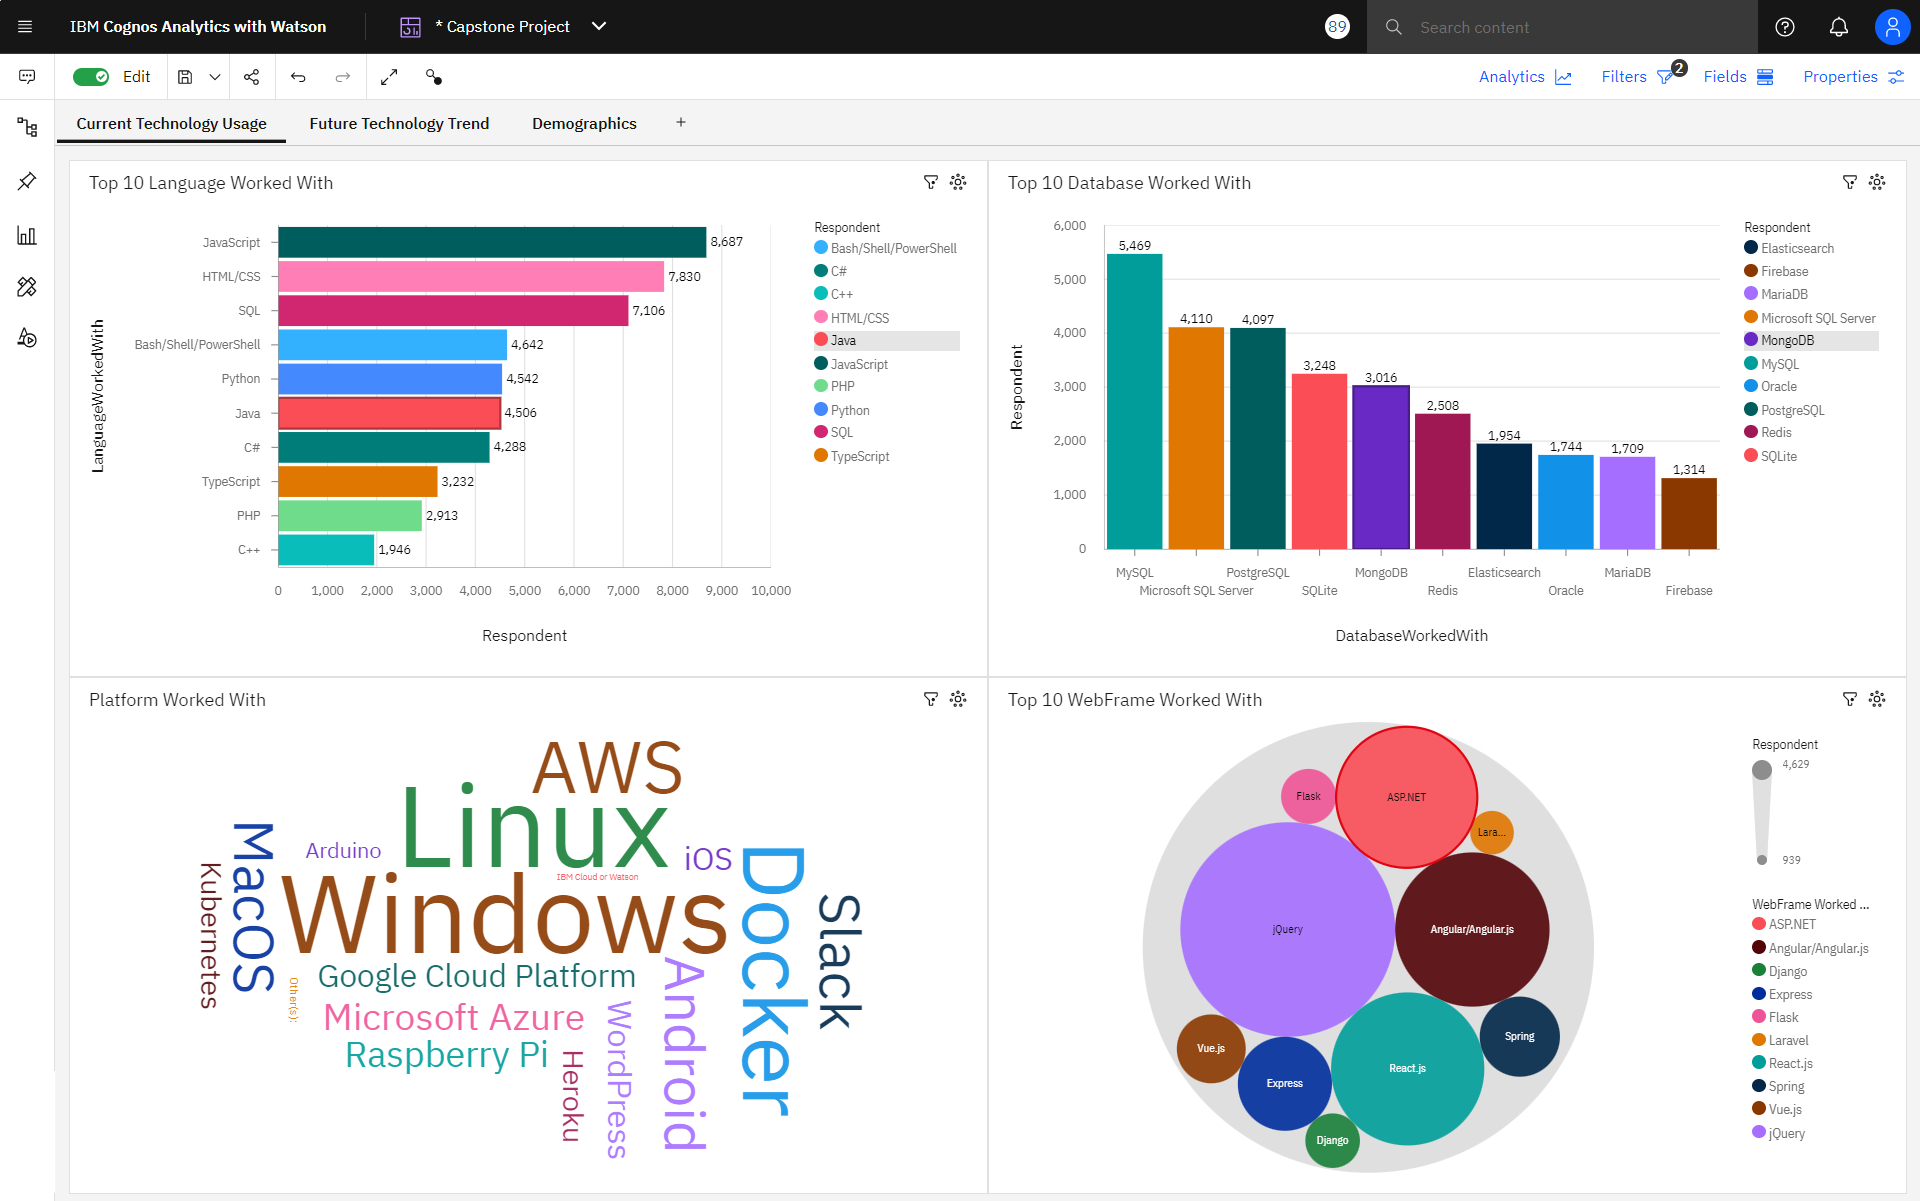 IBM Cognos Analytics with Watson
* Capstone Project
89
Search content
Edit
Analytics
Filters
2
Fields
Properties
Current Technology Usage
Future Technology Trend
Demographics
+
Top 10 Language Worked With
LanguageWorkedWith
JavaScript
8,687
HTML/CSS
7,830
SQL
7,106
Bash/Shell/PowerShell
4,642
Python
4,542
Java
4,506
C#
4,288
TypeScript
3,232
PHP
2,913
C++
1,946
0 1,000 2,000 3,000 4,000 5,000 6,000 7,000 8,000 9,000 10,000
Respondent
Respondent
Bash/Shell/PowerShell
C#
C++
HTML/CSS
Java
JavaScript
PHP
Python
SQL
TypeScript
Top 10 Database Worked With
Respondent
6,000
5,000
4,000
3,000
2,000
1,000
0
5,469
4,110
4,097
3,248
3,016
2,508
1,954
1,744
1,709
1,314
MySQL
Microsoft SQL Server
PostgreSQL
SQLite
MongoDB
Redis
Elasticsearch
Oracle
MariaDB
Firebase
DatabaseWorkedWith
Respondent
Elasticsearch
Firebase
MariaDB
Microsoft SQL Server
MongoDB
MySQL
Oracle
PostgreSQL
Redis
SQLite
Platform Worked With
AWS
Linux
Arduino
iOS
IBM Cloud or Watson
MacOS
Kubernetes
Windows
Docker
Slack
Google Cloud Platform
Other(s):
Microsoft Azure
Raspberry Pi
Heroku
WordPress
Android
Top 10 WebFrame Worked With
Flask
ASP.NET
Lara...
jQuery
Angular/Angular.js
Vue.js
Express
React.js
Spring
Django
Respondent
4,629
939
WebFrame Worked ...
ASP.NET
Angular/Angular.js
Django
Express
Flask
Laravel
React.js
Spring
Vue.js
jQuery